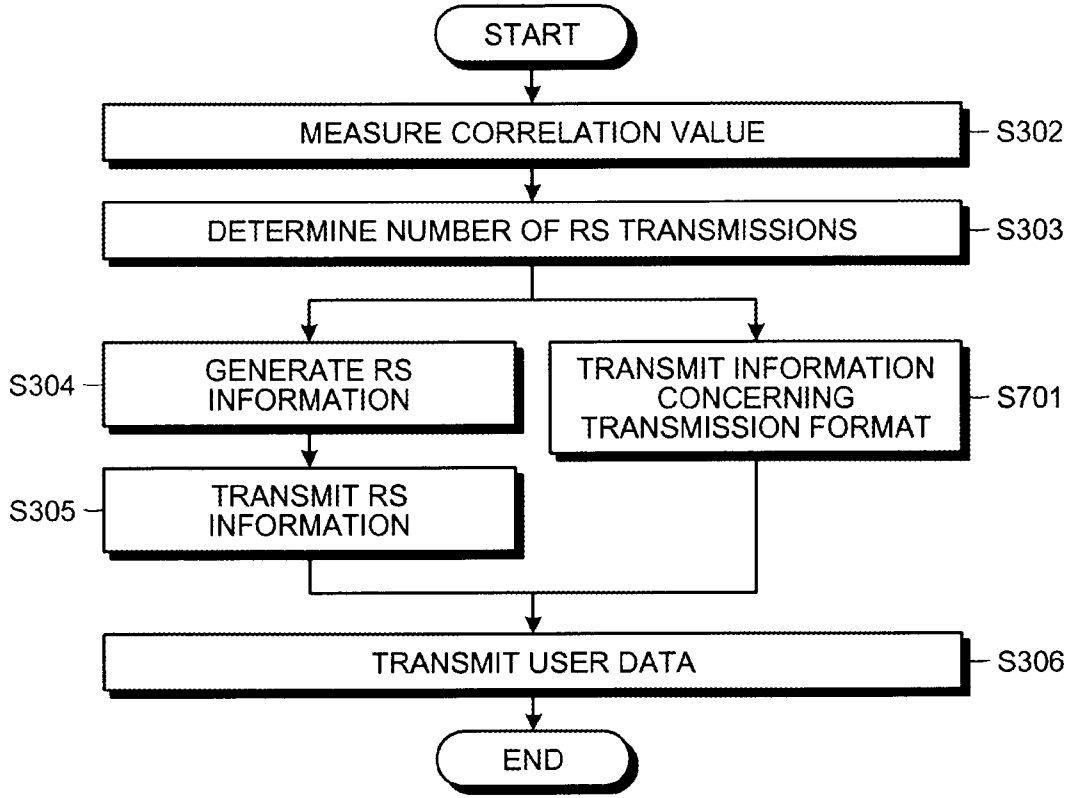 START
MEASURE CORRELATION VALUE
S302
DETERMINE NUMBER OF RS TRANSMISSIONS
S303
S304
GENERATE RS
INFORMATION
TRANSMIT INFORMATION
CONCERNING
TRANSMISSION FORMAT
S701
S305
TRANSMIT RS
INFORMATION
TRANSMIT USER DATA
S306
END